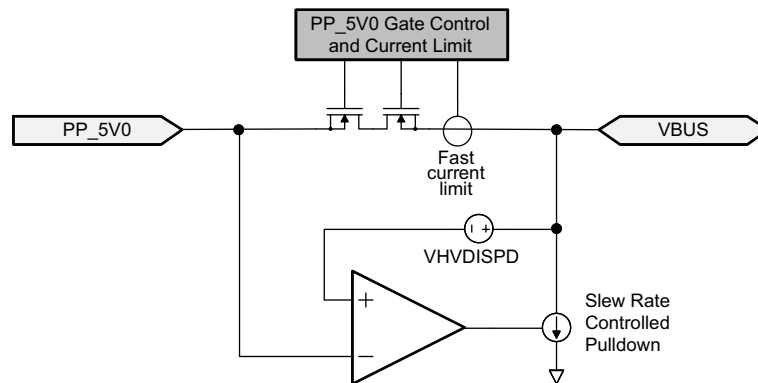 PP_5V0 Gate Control
and Current Limit
PP_5V0
VBUS
Fast
current
limit
VHVDISPD
Slew Rate
Controlled
Pulldown